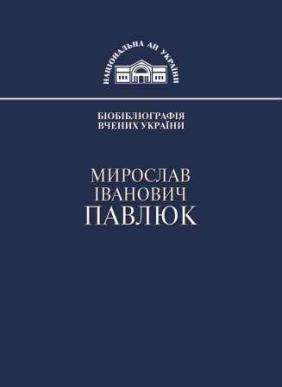 НАЦІОНАЛЬНА АН УКРАЇНИ
БІОБІБЛІОГРАФІЯ
ВЧЕНИХ УКРАЇНИ
МИРОСЛАВ
ІВАНОВИЧ
ПАВЛЮК